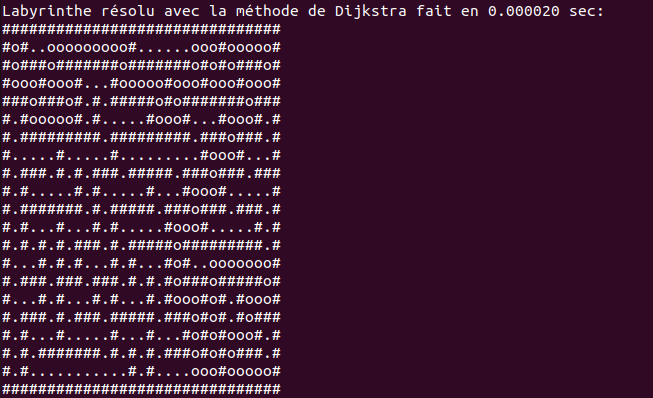 Labyrinthe résolu avec la méthode de Dijkstra fait en 0.000020 sec:
###############################
#o#..ooooooooo#......ooo#ooooo#
#o###o#######o#######o#o#o###o#
#ooo#ooo#...#ooooo#ooo#ooo#ooo#
###o###o#.#.#####o#o#######o###
#.#ooooo#.#.....#ooo#...#ooo#.#
#.#########.#########.###o###.#
#.....#.....#.........#ooo#...#
#.###.#.#.###.#####.###o###.###
#.#.....#.#.....#...#ooo#.....#
#.#######.#.#####.###o###.###.#
#.#...#...#.#.....#ooo#.....#.#
#.#.#.#.###.#.#####o#########.#
#...#.#.#...#.#...#o#..ooooooo#
#.###.###.###.#.#.#o###o#####o#
#...#.#...#...#...#ooo#o#.#ooo#
#.###.#.###.#####.###o#o#.#o###
#.#...#.....#...#...#o#o#ooo#.#
#.#.#######.#.#.#.###o#o#o###.#
#.#...........#.#....ooo#ooooo#
###############################